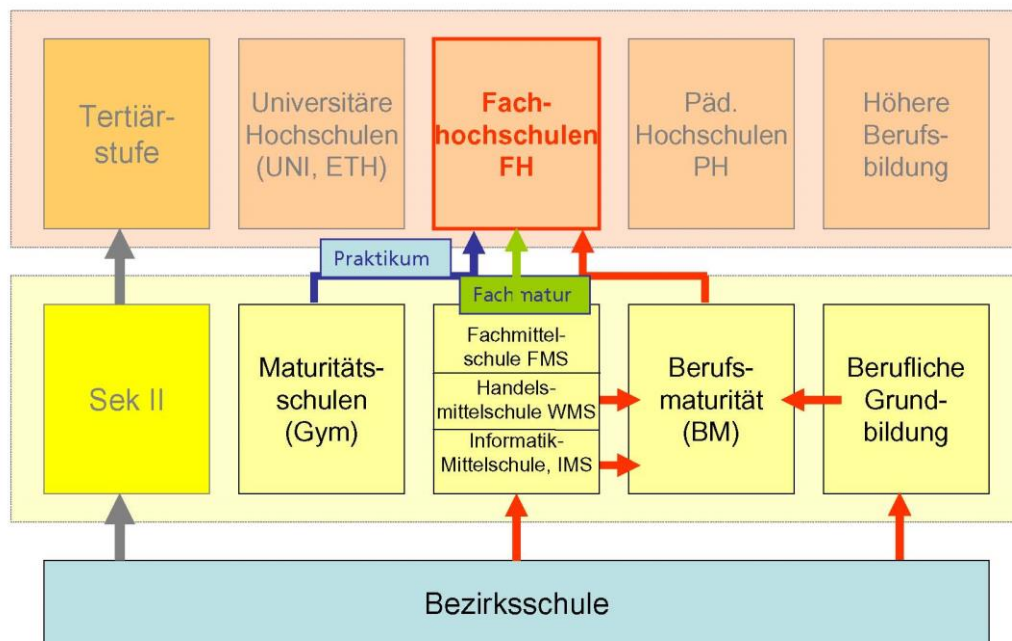 Tertiär-
stufe
Universitäre
Hochschulen
(UNI, ETH)
Fach-
hochschulen
FH
Päd.
Hochschulen
PH
Höhere
Berufs-
bildung
Praktikum
Fachmatur
Sek II
Maturitäts-
schulen
(Gym)
Fachmittel-
schule FMS
Handels-
mittelschule WMS
Informatik-
Mittelschule, IMS
Berufs-
maturität
(BM)
Berufliche
Grund-
bildung
Bezirksschule